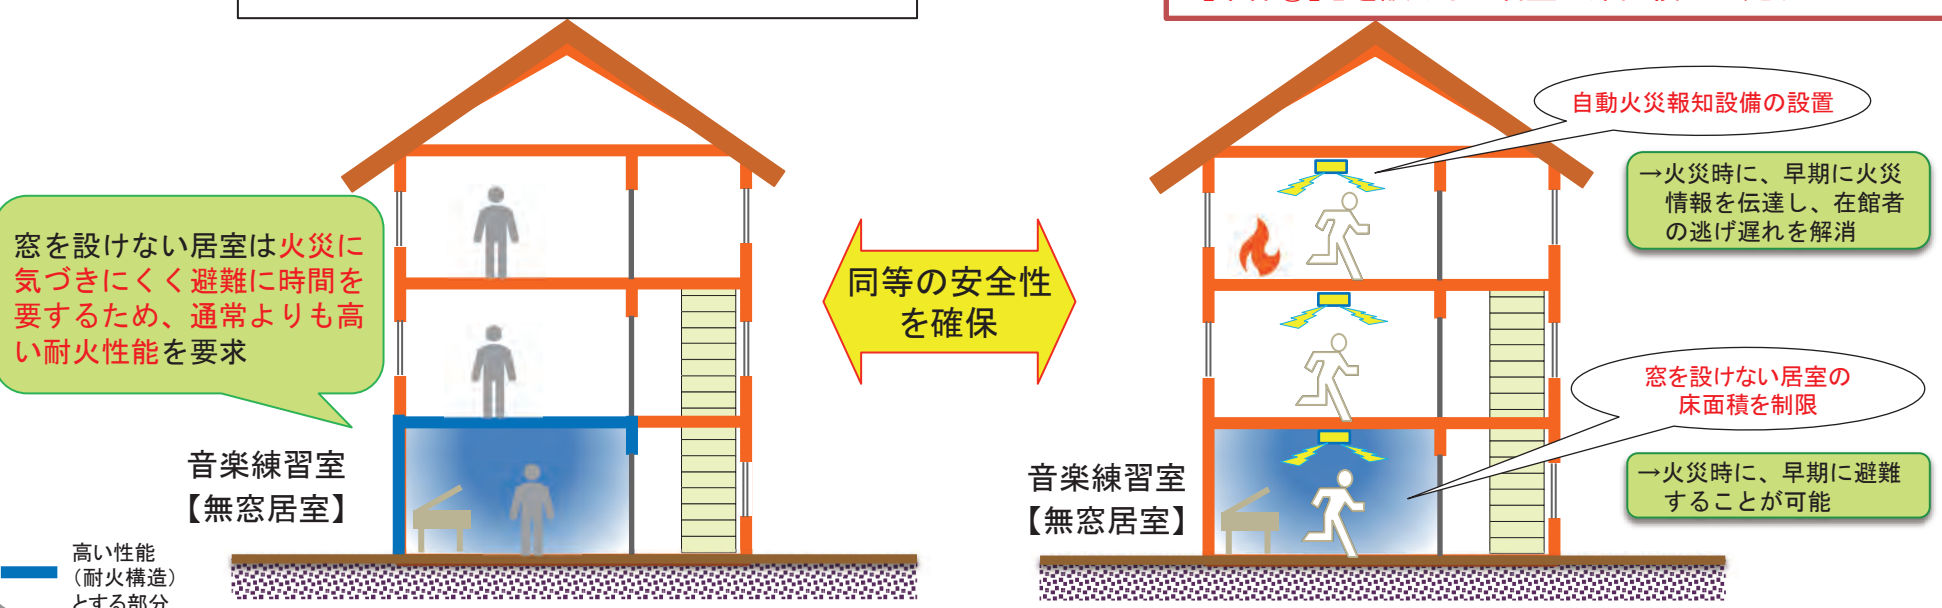 自動火災報知設備の設置
→火災時に、早期に火災
情報を伝達し、在館者
の逃げ遅れを解消
窓を設けない居室は火災に
気づきにくく避難に時間を
要するため、通常よりも高
い耐火性能を要求
同等の安全性
を確保
窓を設けない居室の
床面積を制限
→火災時に、早期に避難
することが可能
音楽練習室
【無窓居室】
音楽練習室
【無窓居室】
高い性能
（耐火構造）
とする部分